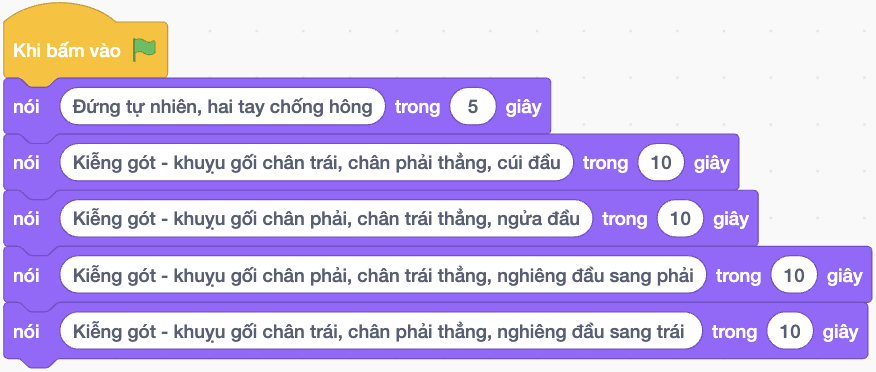 Khi bấm vào
nói Đứng tự nhiên, hai tay chống hông trong 5 giây
nói Kiễng gót - khuỵu gối chân trái, chân phải thẳng, cúi đầu trong 10 giây
nói Kiễng gót - khuỵu gối chân phải, chân trái thẳng, ngửa đầu trong 10 giây
nói Kiễng gót - khuỵu gối chân phải, chân trái thẳng, nghiêng đầu sang phải trong 10 giây
nói Kiễng gót - khuỵu gối chân trái, chân phải thẳng, nghiêng đầu sang trái trong 10 giây